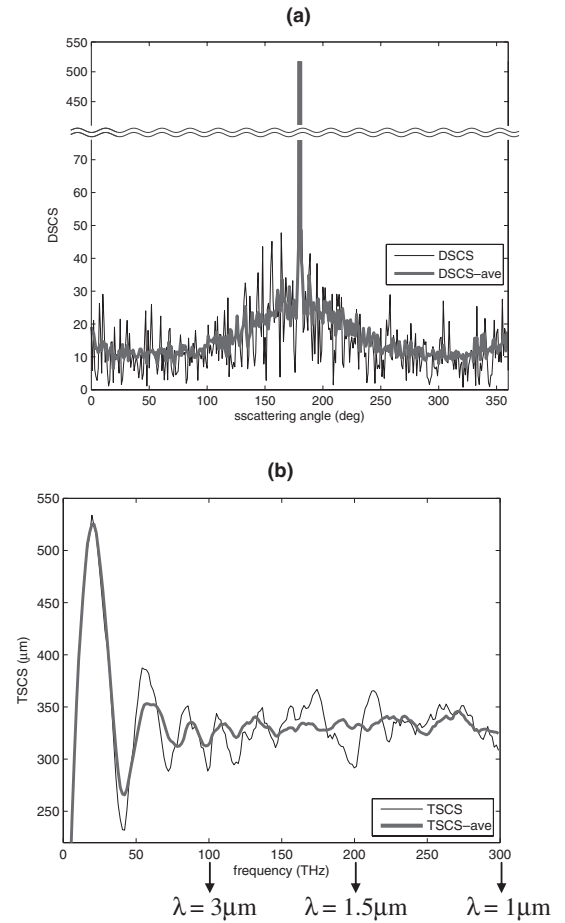 (a)
550
500
450
70
60
50
40
30
20
10
0
DSCS
DSCS
DSCS–ave
0 50 100 150 200 250 300 350
sscattering angle (deg)
(b)
550
500
450
400
350
300
250
TSCS (μm)
TSCS
TSCS–ave
0 50 100 150 200 250 300
frequency (THz)
λ = 3μm λ = 1.5μm λ = 1μm